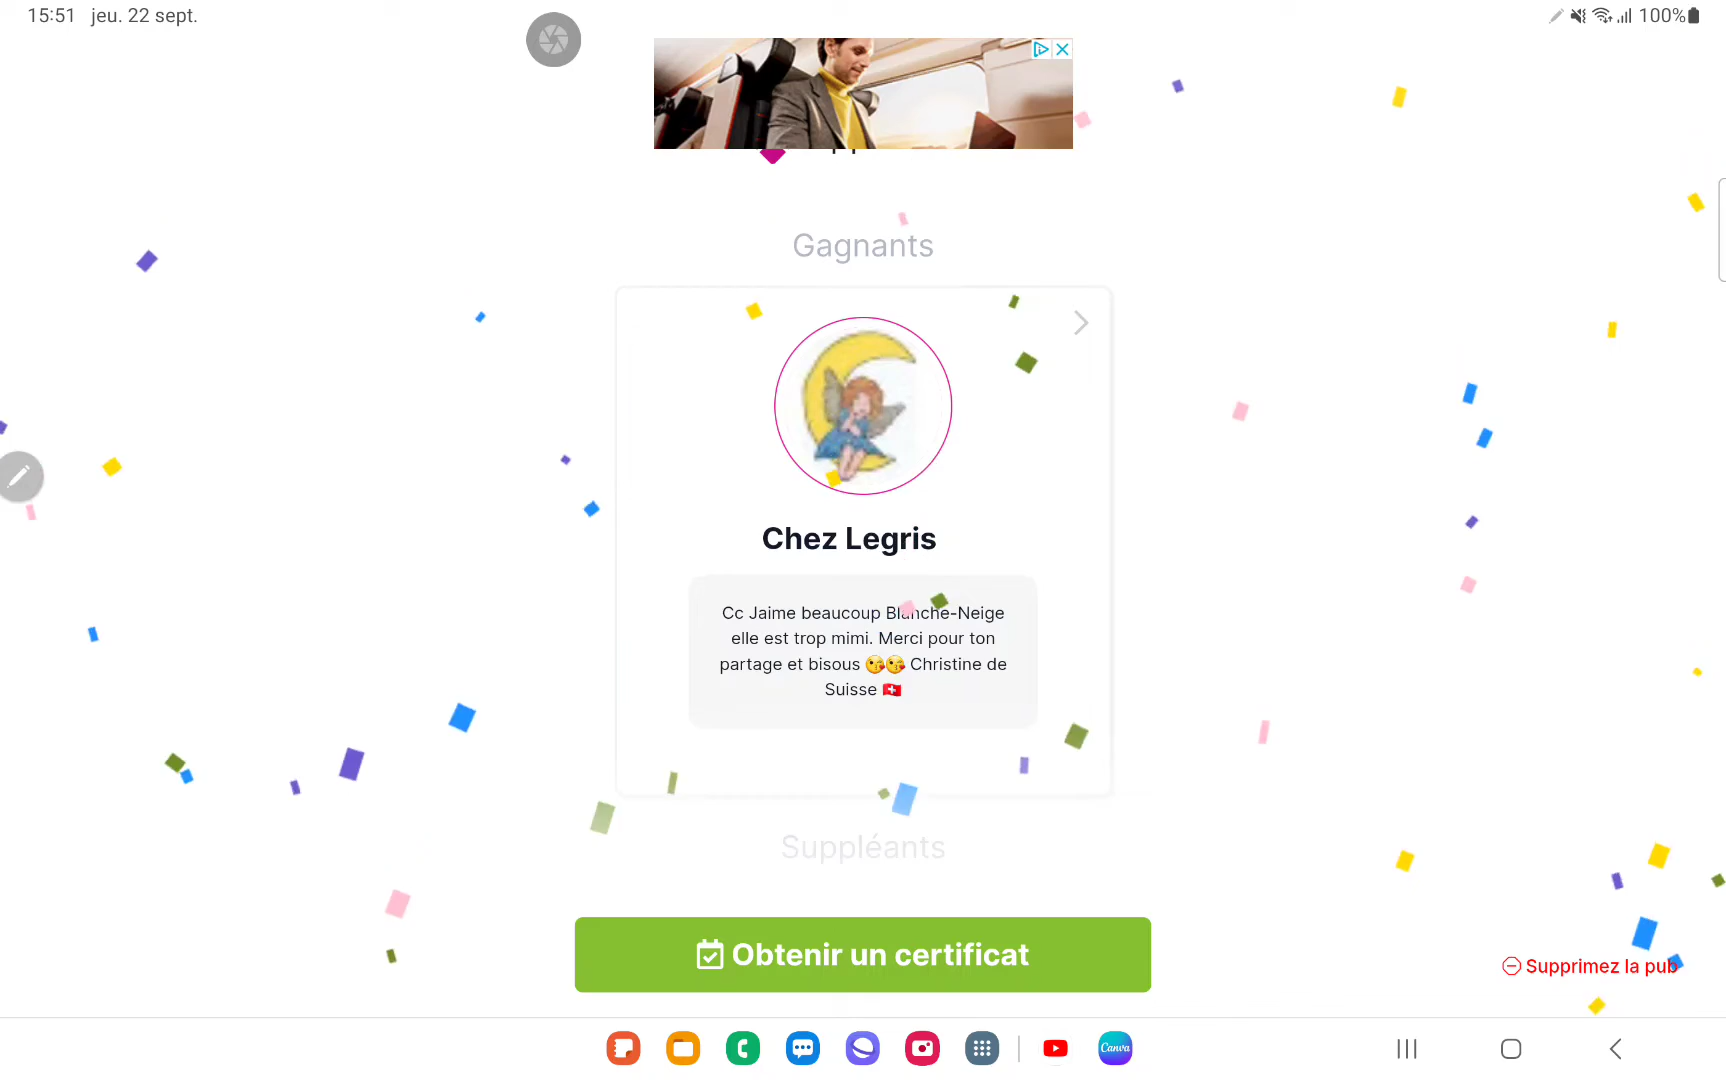 15:51 jeu. 22 sept.
100%
Gagnants
Chez Legris
Cc Jaime beaucoup Blanche-Neige
elle est trop mimi. Merci pour ton
partage et bisous 😘😘 Christine de
Suisse 🇨🇭
Suppléants
Obtenir un certificat
Supprimez la pub
Canva